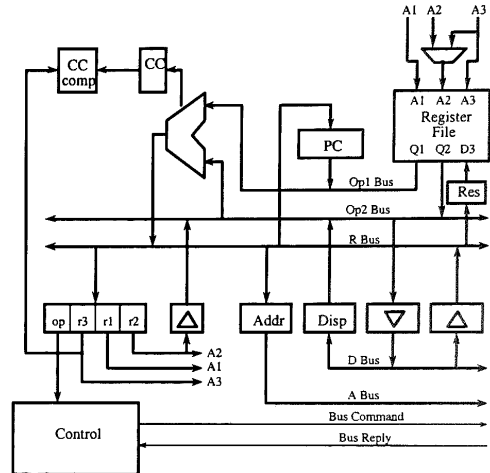 A1 A2 A3
CC
comp
CC
A1 A2 A3
Register
File
Q1 Q2 D3
PC
Op1 Bus
Res
Op2 Bus
R Bus
op r3 r1 r2
Addr
Disp
A2
A1
A3
D Bus
A Bus
Bus Command
Control
Bus Reply